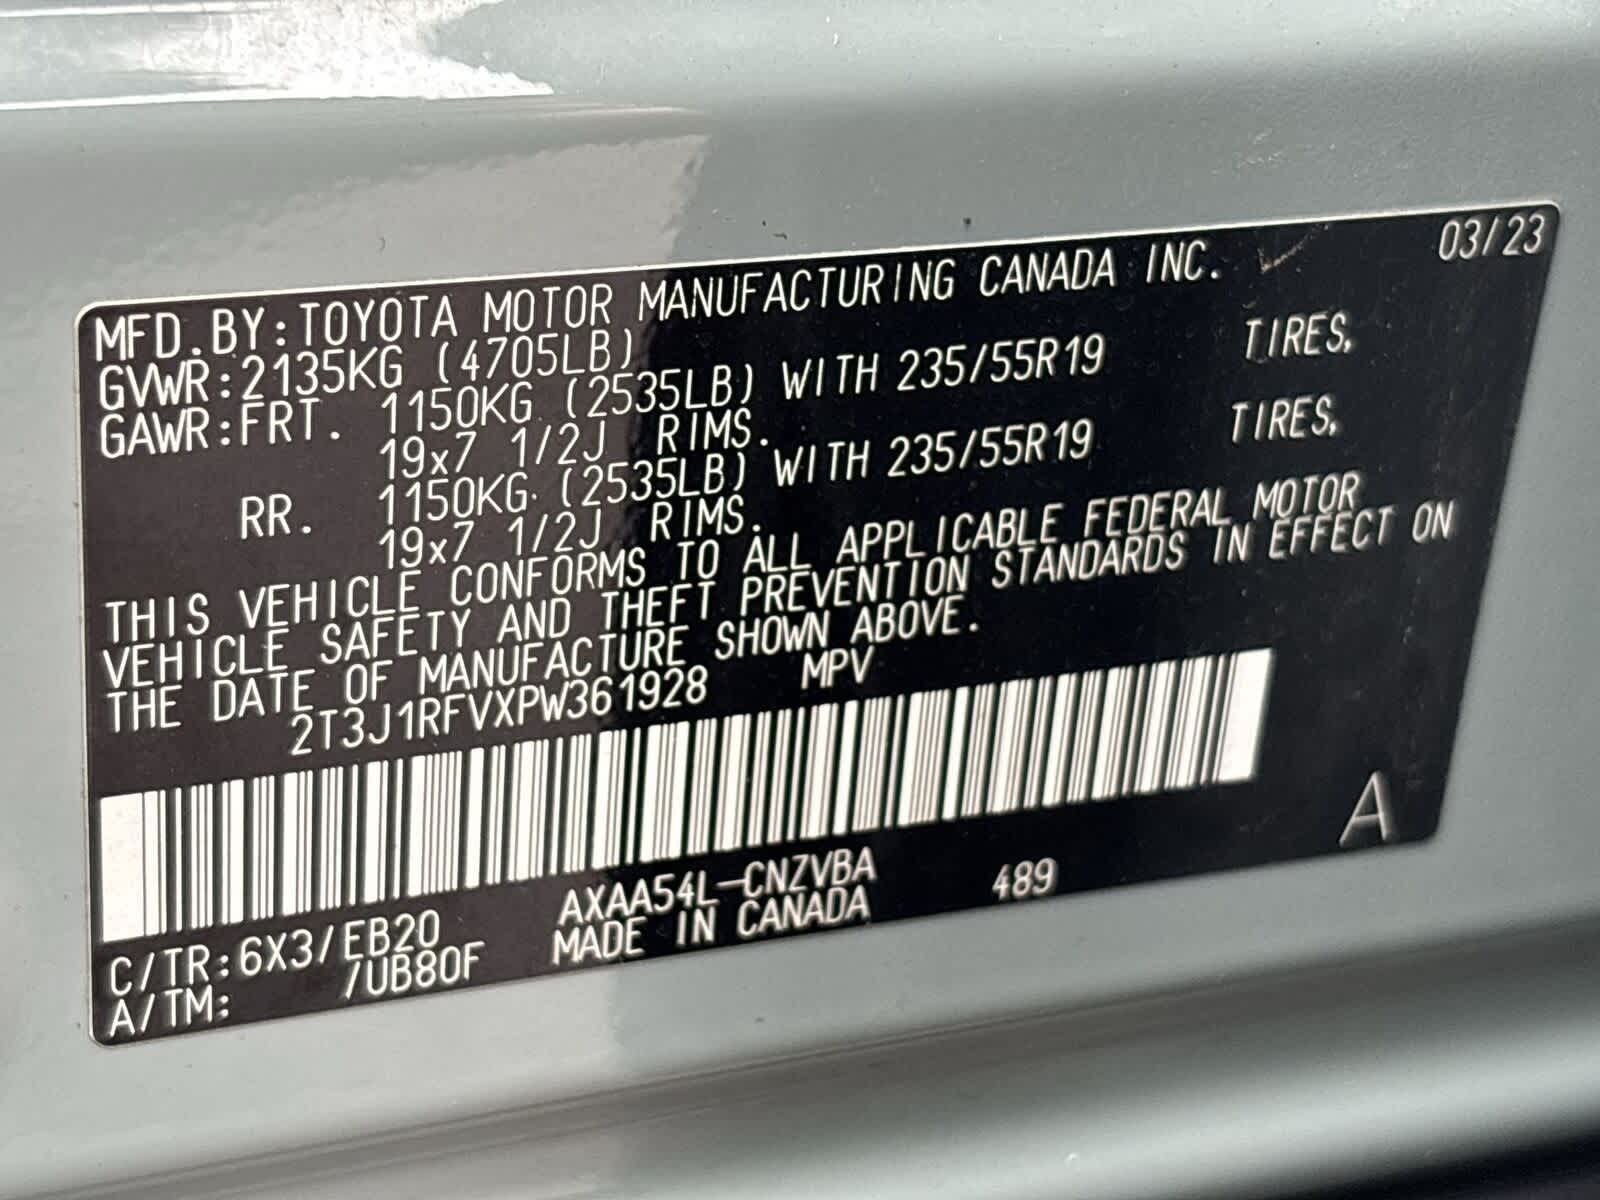 03/23
MFD.BY:TOYOTA MOTOR MANUFACTURING CANADA INC.
GVWR:2135KG (4705LB)
GAWR:FRT. 1150KG (2535LB) WITH 235/55R19 TIRES,
19x7 1/2J RIMS.
RR. 1150KG (2535LB) WITH 235/55R19 TIRES,
19x7 1/2J RIMS.
THIS VEHICLE CONFORMS TO ALL APPLICABLE FEDERAL MOTOR
VEHICLE SAFETY AND THEFT PREVENTION STANDARDS IN EFFECT ON
THE DATE OF MANUFACTURE SHOWN ABOVE.
2T3J1RFVXPW361928 MPV
A
C/TR:6X3/EB20 AXAA54L-CNZVBA 489
A/TM: /UB80F MADE IN CANADA